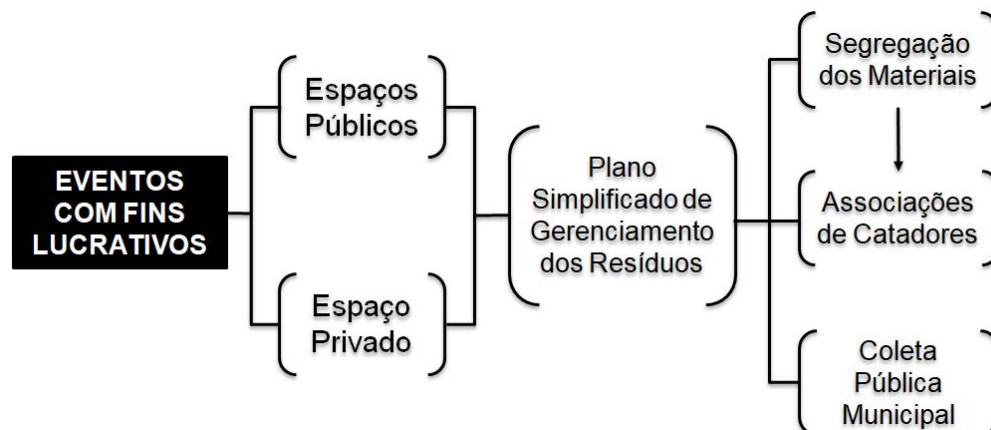 EVENTOS
COM FINS
LUCRATIVOS
Espaços
Públicos
Espaço
Privado
Plano
Simplificado de
Gerenciamento
dos Resíduos
Segregação
dos Materiais
Associações
de Catadores
Coleta
Pública
Municipal